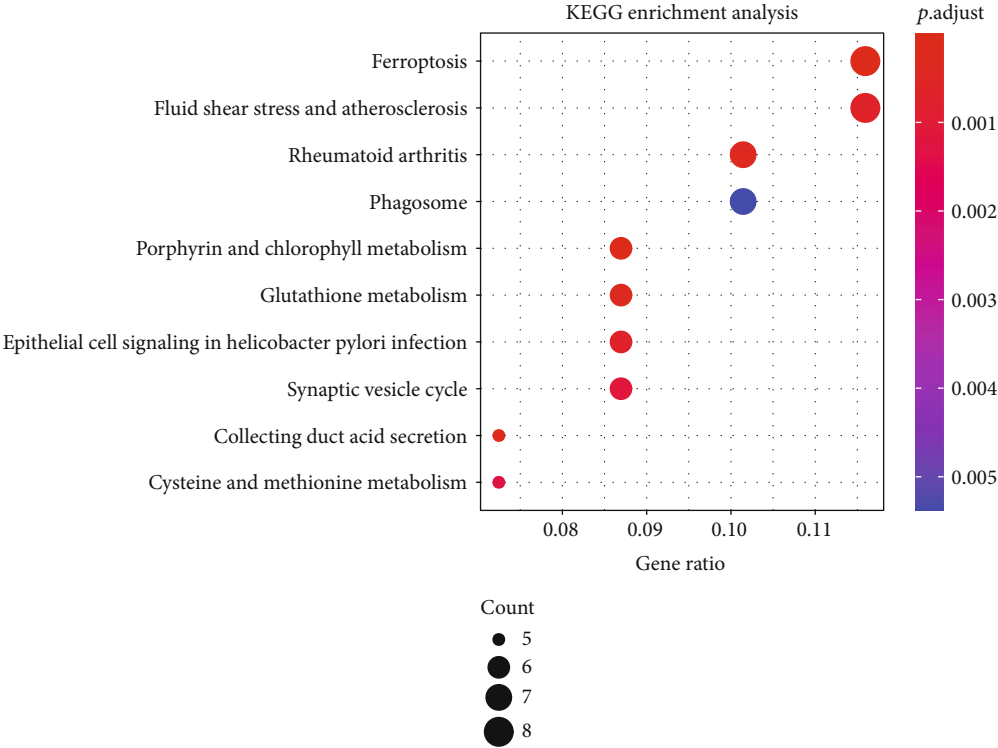 KEGG enrichment analysis
p.adjust
Ferroptosis
Fluid shear stress and atherosclerosis
Rheumatoid arthritis
Phagosome
Porphyrin and chlorophyll metabolism
Glutathione metabolism
Epithelial cell signaling in helicobacter pylori infection
Synaptic vesicle cycle
Collecting duct acid secretion
Cysteine and methionine metabolism
0.001
0.002
0.003
0.004
0.005
0.08 0.09 0.10 0.11
Gene ratio
Count
5
6
7
8